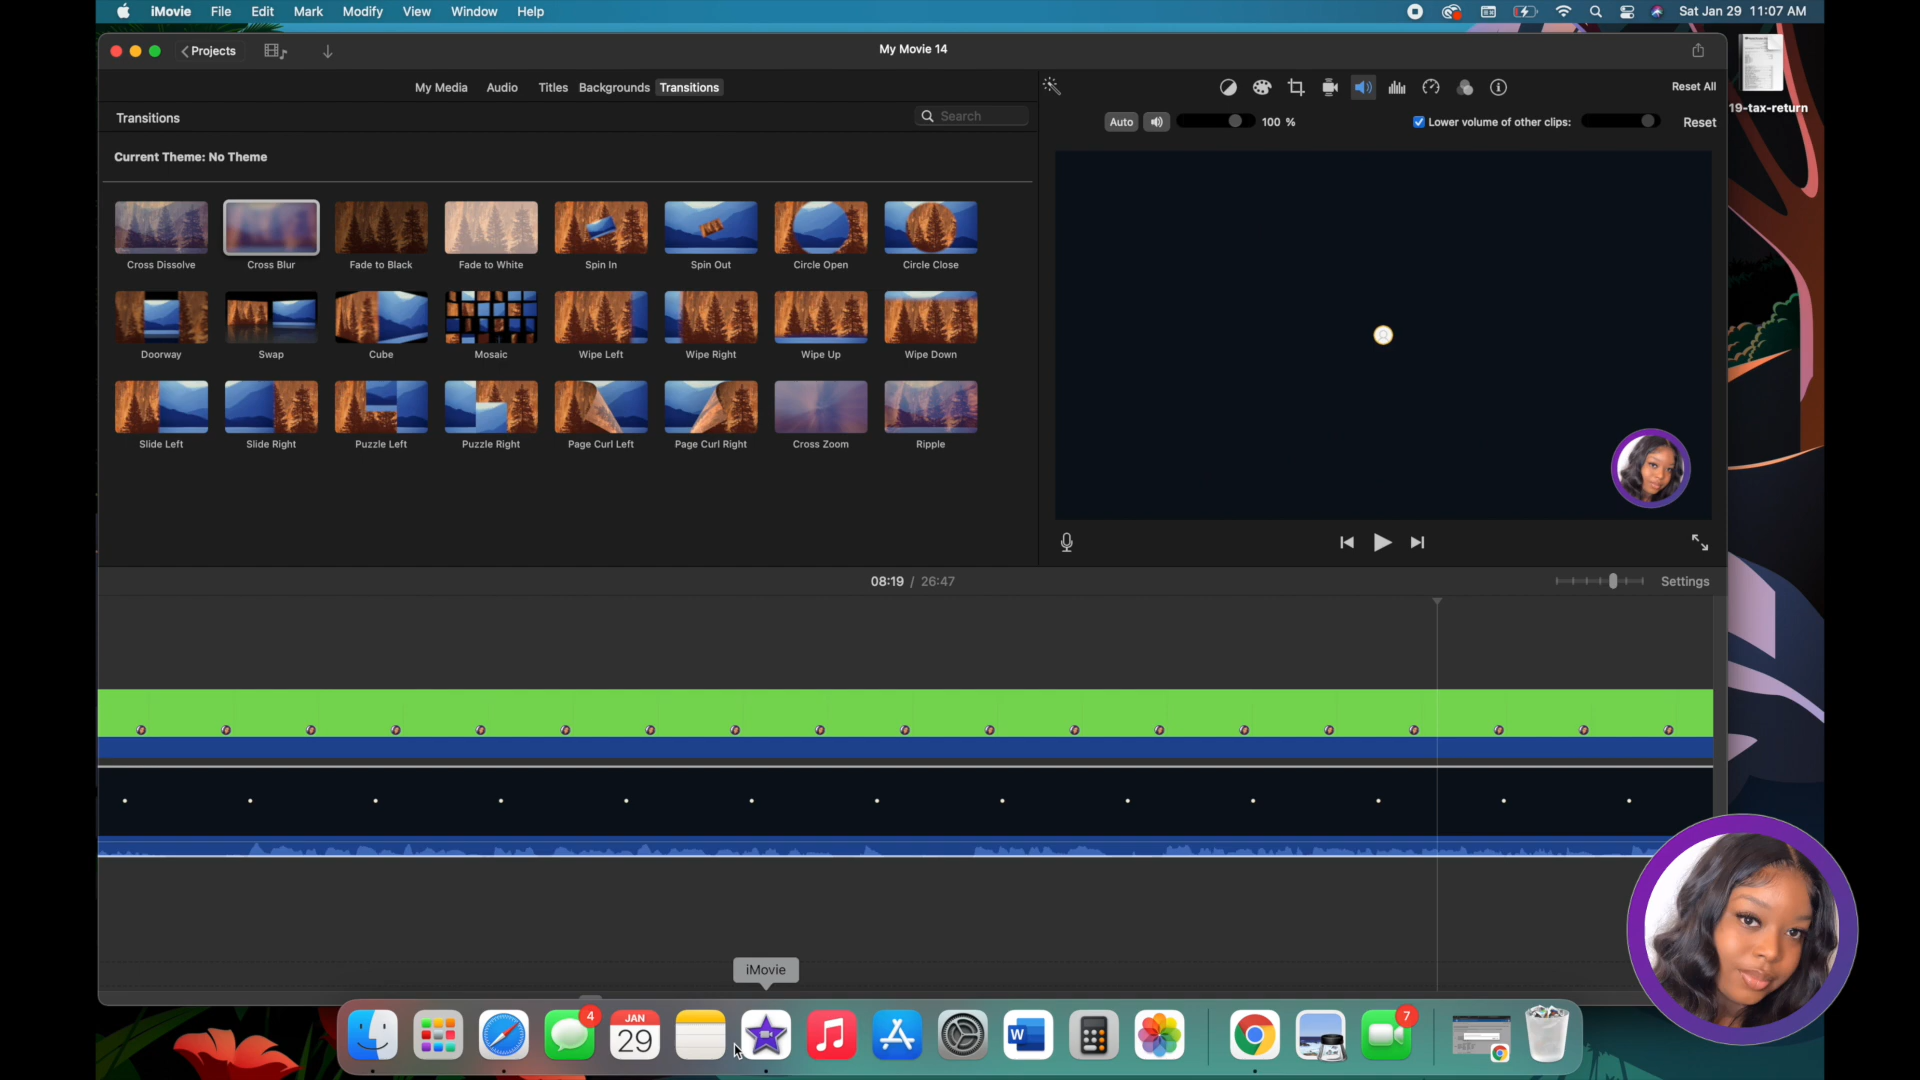 iMovie File Edit Mark Modify View Window Help
Sat Jan 29 11:07 AM
Projects
My Movie 14
19-tax-return
My Media Audio Titles Backgrounds Transitions
Reset All
Transitions
Search
Auto
100 %
Lower volume of other clips:
Reset
Current Theme: No Theme
Cross Dissolve Cross Blur Fade to Black Fade to White Spin In Spin Out Circle Open Circle Close
Doorway Swap Cube Mosaic Wipe Left Wipe Right Wipe Up Wipe Down
Slide Left Slide Right Puzzle Left Puzzle Right Page Curl Left Page Curl Right Cross Zoom Ripple
08:19 / 26:47
Settings
iMovie
4
JAN
29
W
7